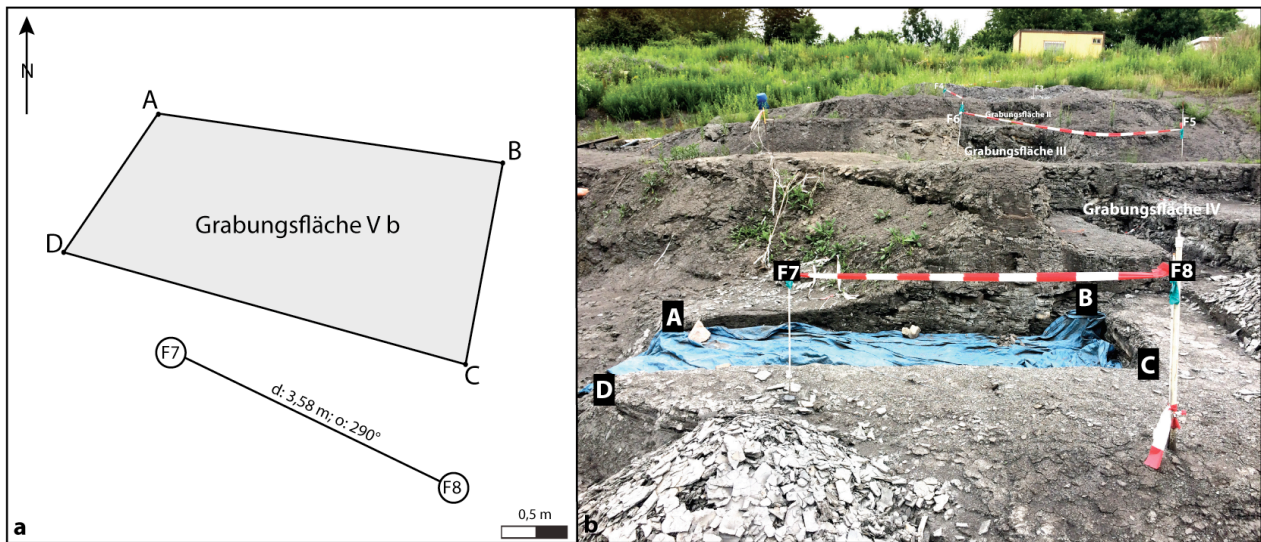 N
A
B
Grabungsfläche V b
D
C
F7
d: 3,58 m; o: 290°
F8
0,5 m
a
F6
Grabungsfläche II
F5
Grabungsfläche III
Grabungsfläche IV
F7
F8
B
A
C
D
b